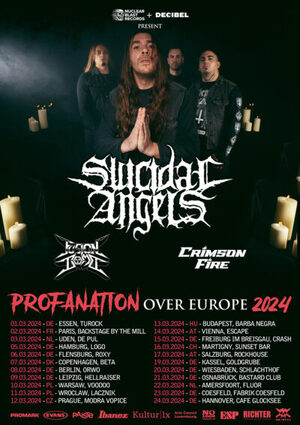 NUCLEAR BLAST RECORDS + DECIBEL
PRESENT
SUICIDAL ANGELS
FUSION BOMB
CRIMSON FIRE
PROFANATION OVER EUROPE 2024
01.03.2024 - DE - ESSEN, TUROCK
02.03.2024 - FR - PARIS, BACKSTAGE BY THE MILL
03.03.2024 - NL - UDEN, DE PUL
05.03.2024 - DE - HAMBURG, LOGO
06.03.2024 - DE - FLENSBURG, ROXY
07.03.2024 - DK - COPENHAGEN, BETA
08.03.2024 - DE - BERLIN, ORWO
09.03.2024 - DE - LEIPZIG, HELLRAISER
10.03.2024 - PL - WARSAW, VOODOO
11.03.2024 - PL - WROCLAW, LACZNIK
12.03.2024 - CZ - PRAGUE, MODRA VOPICE
13.03.2024 - HU - BUDAPEST, BARBA NEGRA
14.03.2024 - AT - VIENNA, ESCAPE
15.03.2024 - DE - FREIBURG IM BREISGAU, CRASH
16.03.2024 - CH - MARTIGNY, SUNSET BAR
17.03.2024 - AT - SALZBURG, ROCKHOUSE
19.03.2024 - DE - KASSEL, GOLDGRUBE
20.03.2024 - DE - WIESBADEN, SCHLACHTHOF
21.03.2024 - DE - OSNABRÜCK, BASTARD CLUB
22.03.2024 - NL - AMERSFOORT, FLUOR
23.03.2024 - DE - COESFELD, FABRIK COESFELD
24.03.2024 - DE - HANNOVER, CAFE GLOCKSEE
PROMARK EVANS PAISTE Ibanez Kulturfix ESP RICHTER